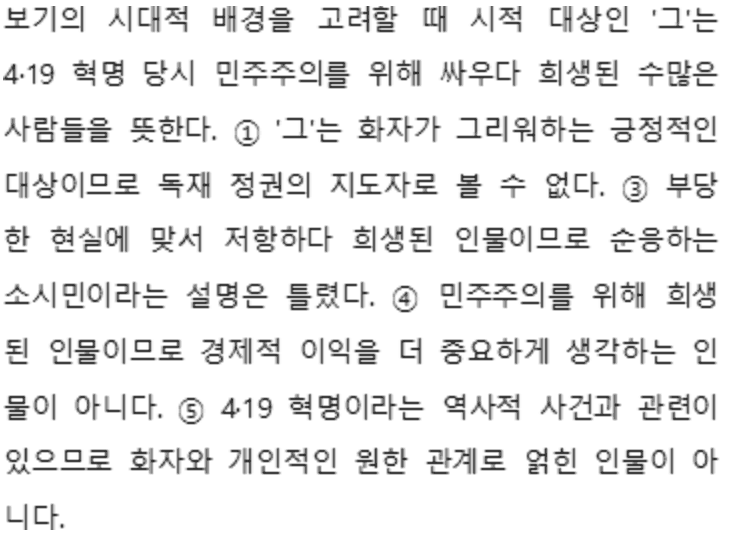 보기의 시대적 배경을 고려할 때 시적 대상인 '그'는
4·19 혁명 당시 민주주의를 위해 싸우다 희생된 수많은
사람들을 뜻한다. ① '그'는 화자가 그리워하는 긍정적인
대상이므로 독재 정권의 지도자로 볼 수 없다. ③ 부당
한 현실에 맞서 저항하다 희생된 인물이므로 순응하는
소시민이라는 설명은 틀렸다. ④ 민주주의를 위해 희생
된 인물이므로 경제적 이익을 더 중요하게 생각하는 인
물이 아니다. ⑤ 4·19 혁명이라는 역사적 사건과 관련이
있으므로 화자와 개인적인 원한 관계로 얽힌 인물이 아
니다.